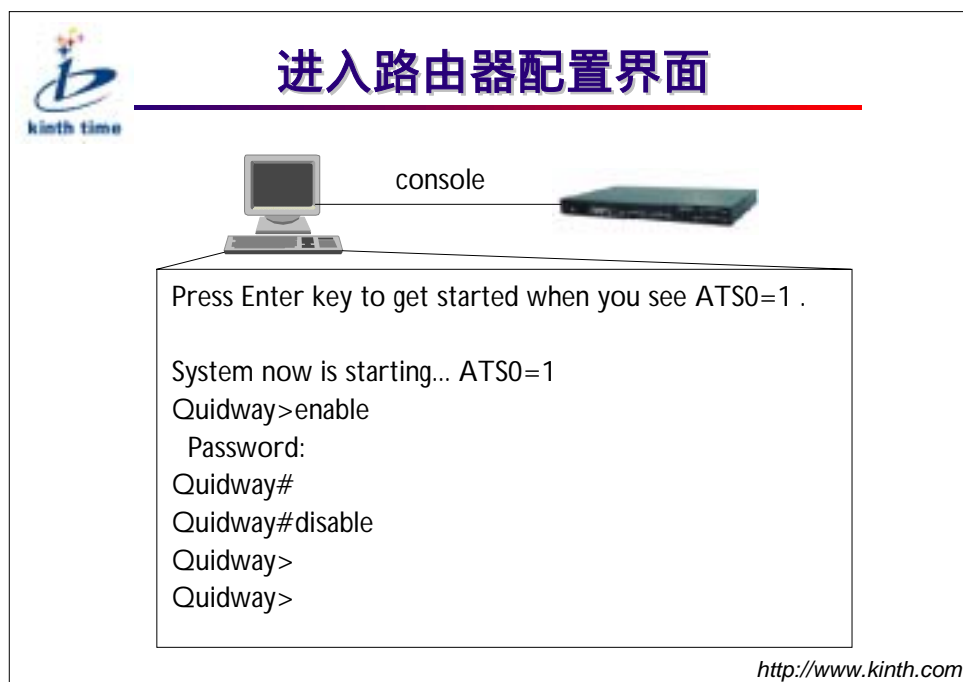 进入路由器配置界面
kinth time
console
Press Enter key to get started when you see ATS0=1 .
System now is starting... ATS0=1
Quidway>enable
Password:
Quidway#
Quidway#disable
Quidway>
Quidway>
http://www.kinth.com